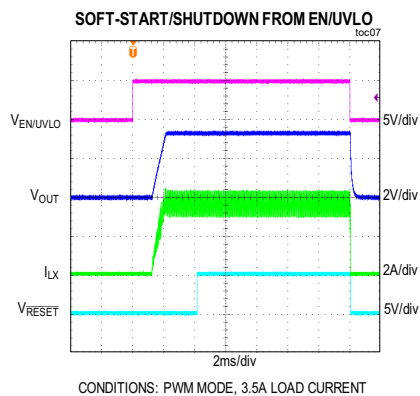 SOFT-START/SHUTDOWN FROM EN/UVLO
toc07
T
VEN/UVLO
5V/div
VOUT
2V/div
ILX
2A/div
VRESET
5V/div
2ms/div
CONDITIONS: PWM MODE, 3.5A LOAD CURRENT